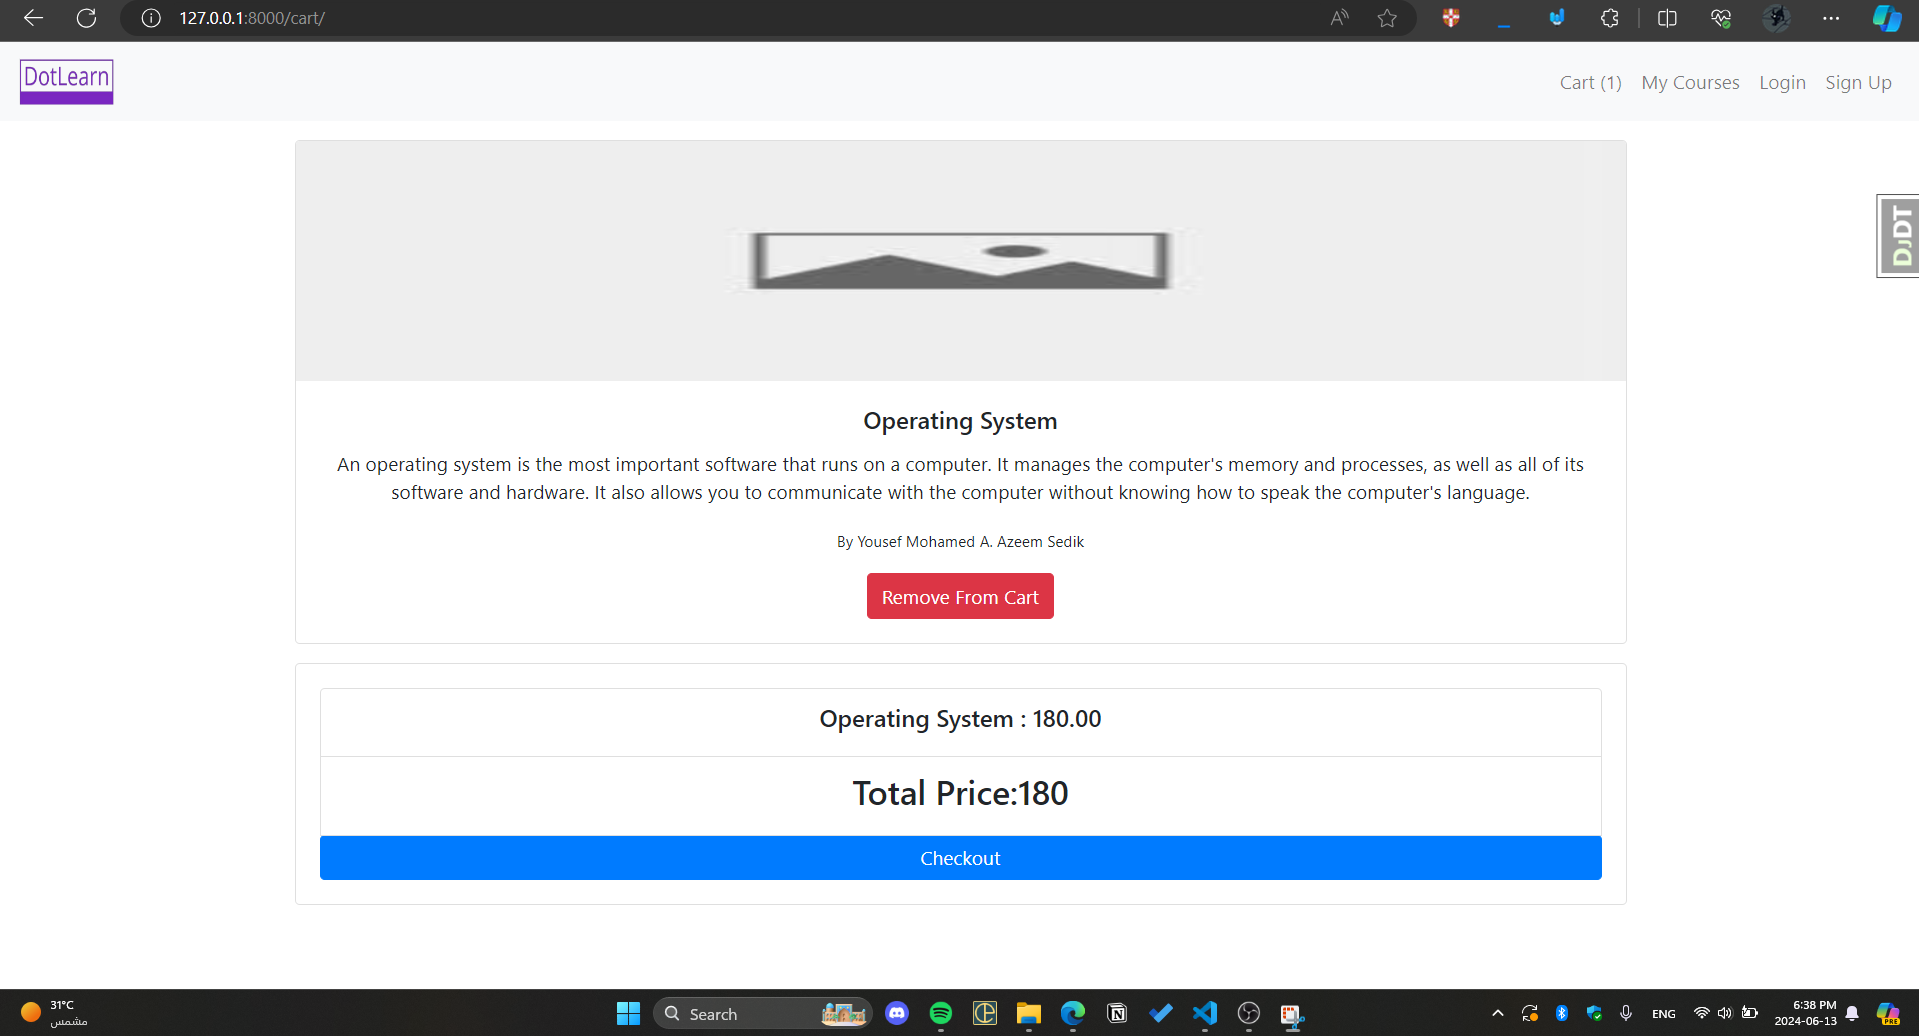 127.0.0.1:8000/cart/
DotLearn
Cart (1) My Courses Login Sign Up
DjDT
Operating System
An operating system is the most important software that runs on a computer. It manages the computer's memory and processes, as well as all of its
software and hardware. It also allows you to communicate with the computer without knowing how to speak the computer's language.
By Yousef Mohamed A. Azeem Sedik
Remove From Cart
Operating System : 180.00
Total Price:180
Checkout
31°C
مشمس
Search
ENG
6:38 PM
2024-06-13
PRE